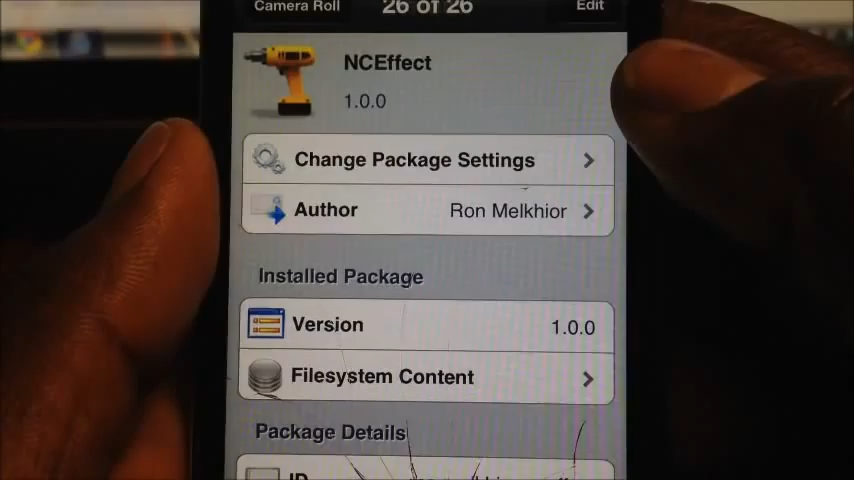 Camera Roll 26 of 26 Edit
NCEffect
1.0.0
Change Package Settings
Author Ron Melkhior
Installed Package
Version 1.0.0
Filesystem Content
Package Details
ID